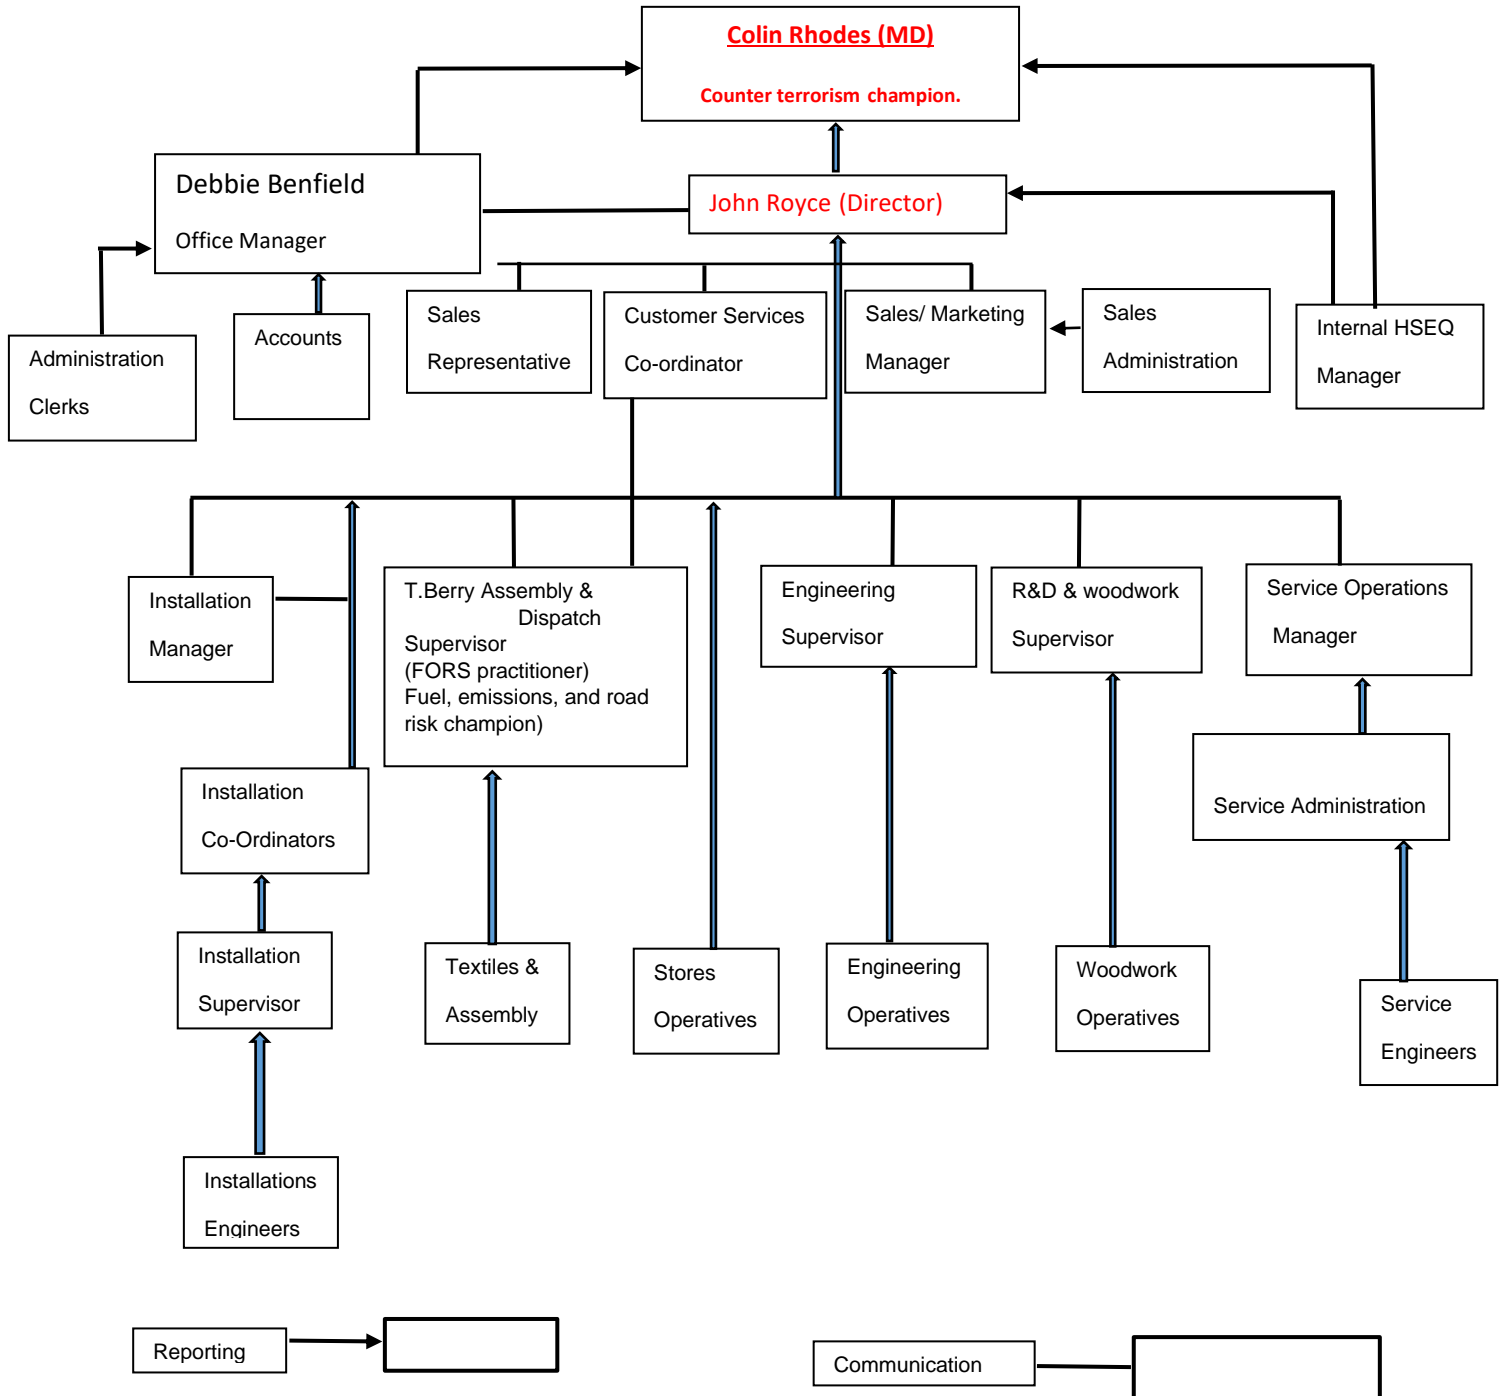 Colin Rhodes (MD)
Counter terrorism champion.
Debbie Benfield
Office Manager
John Royce (Director)
Administration
Clerks
Accounts
Sales
Representative
Customer Services
Co-ordinator
Sales/ Marketing
Manager
Sales
Administration
Internal HSEQ
Manager
Installation
Manager
T.Berry Assembly &
Dispatch
Supervisor
(FORS practitioner)
Fuel, emissions, and road
risk champion)
Engineering
Supervisor
R&D & woodwork
Supervisor
Service Operations
Manager
Installation
Co-Ordinators
Service Administration
Installation
Supervisor
Textiles &
Assembly
Stores
Operatives
Engineering
Operatives
Woodwork
Operatives
Service
Engineers
Installations
Engineers
Reporting
Communication